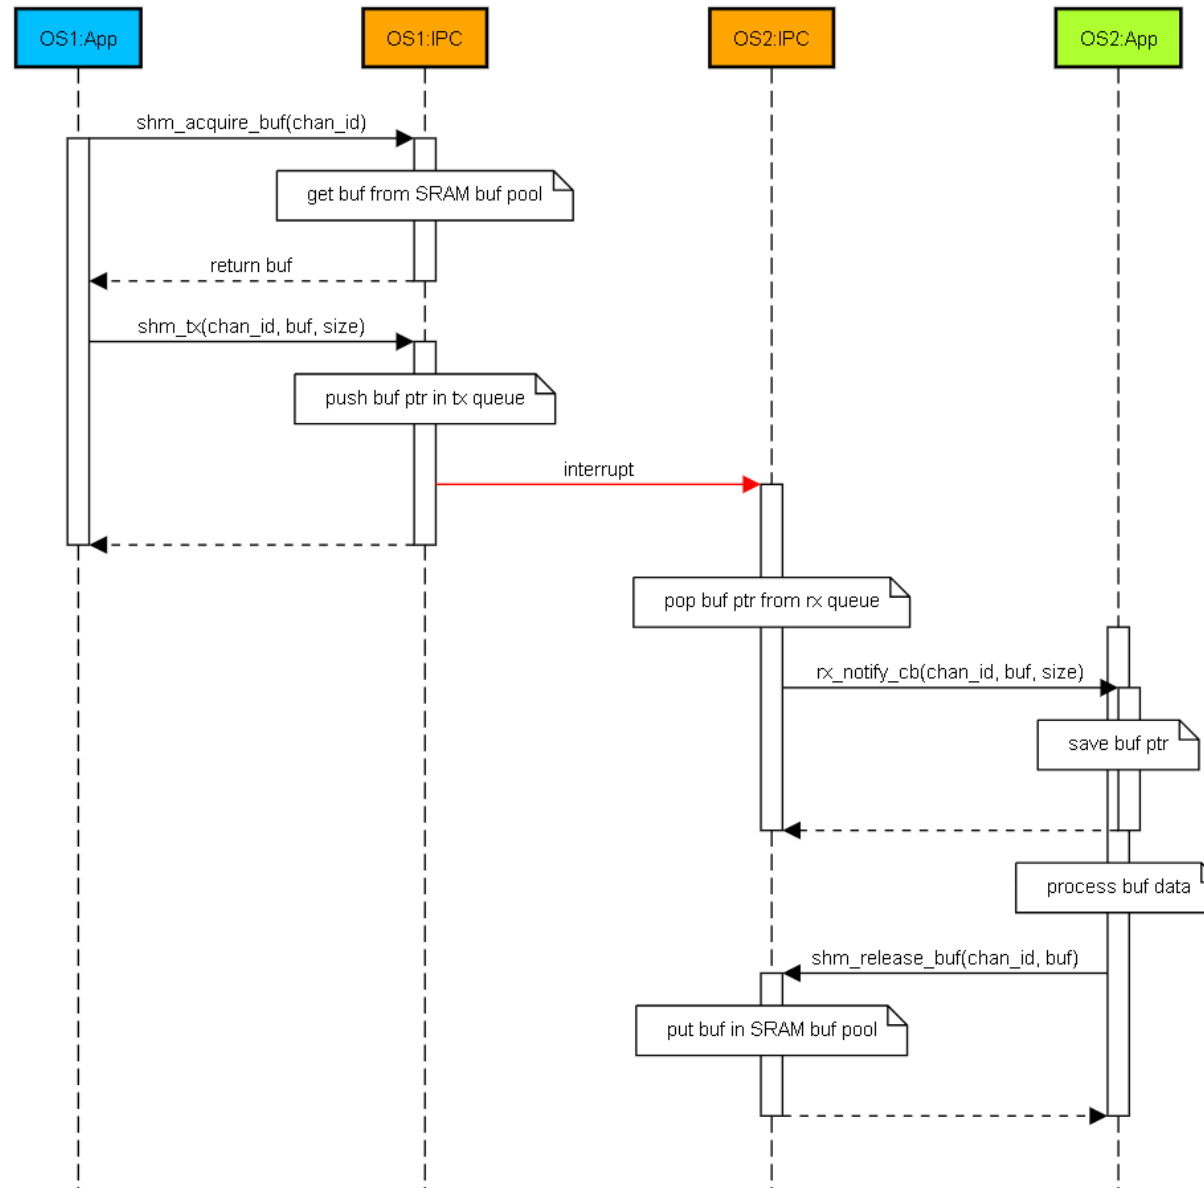 OS1:App
OS1:IPC
OS2:IPC
OS2:App
shm_acquire_buf(chan_id)
get buf from SRAM buf pool
return buf
shm_tx(chan_id, buf, size)
push buf ptr in tx queue
interrupt
pop buf ptr from rx queue
rx_notify_cb(chan_id, buf, size)
save buf ptr
process buf data
shm_release_buf(chan_id, buf)
put buf in SRAM buf pool